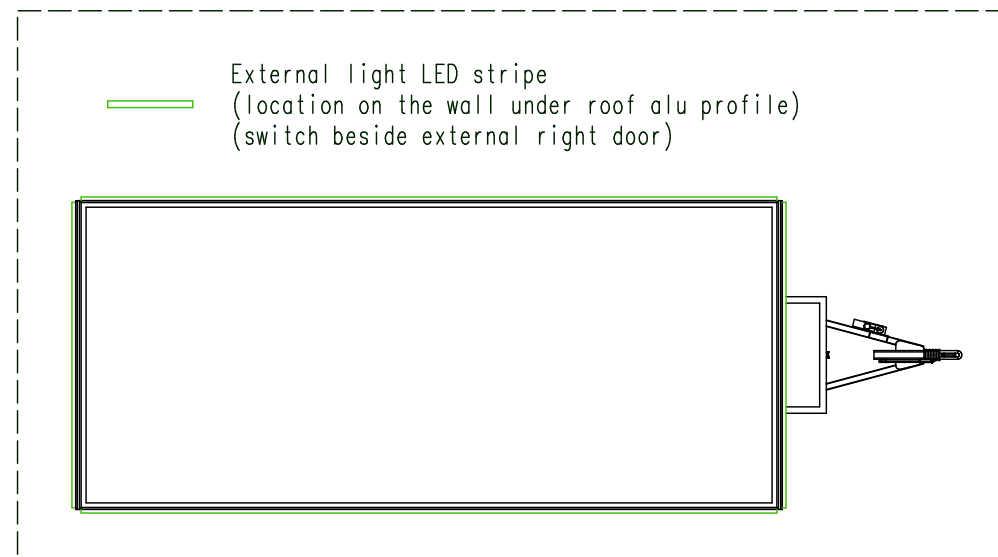 External light LED stripe
(location on the wall under roof alu profile)
(switch beside external right door)